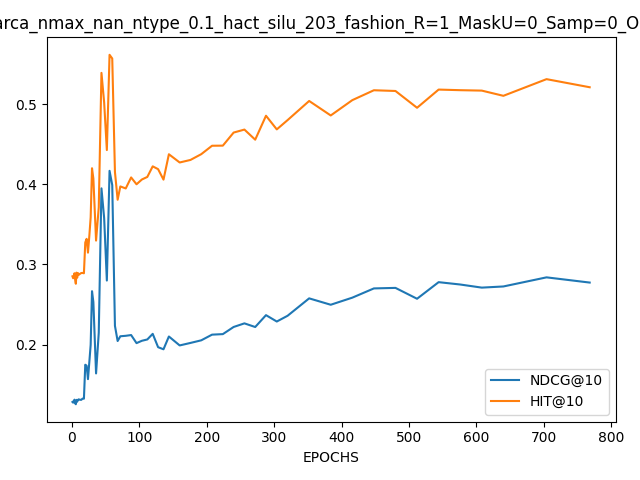 arca_nmax_nan_ntype_0.1_hact_silu_203_fashion_R=1_MaskU=0_Samp=0_O
0.5
0.4
0.3
0.2
NDCG@10
HIT@10
0 100 200 300 400 500 600 700 800
EPOCHS